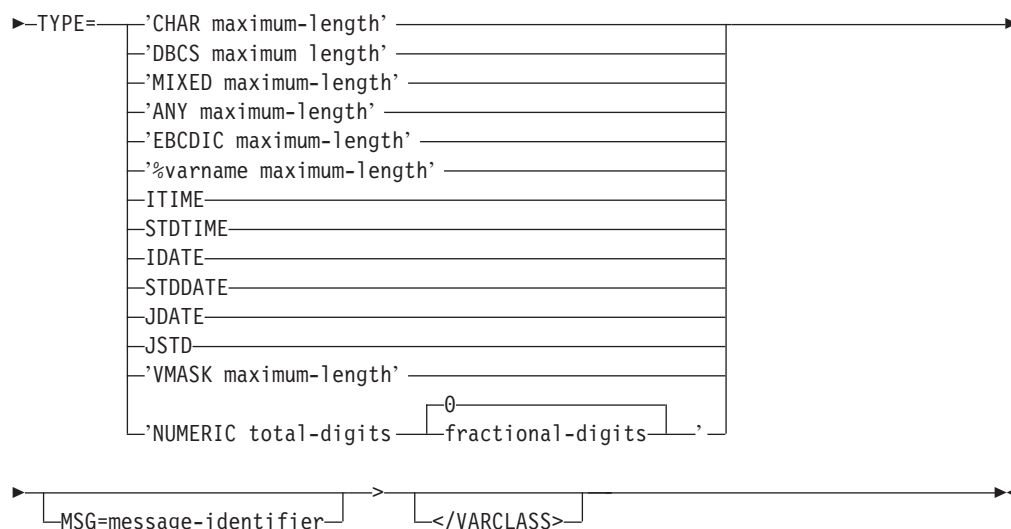 TYPE= 'CHAR maximum-length’
'DBCS maximum length’
'MIXED maximum-length’
'ANY maximum-length’
'EBCDIC maximum-length’
'%varname maximum-length'
ITIME
STDTIME
IDATE
STDDATE
JDATE
JSTD
'VMASK maximum-length'
0
'NUMERIC total-digits fractional-digits ’
>
MSG=message-identifier </VARCLASS>